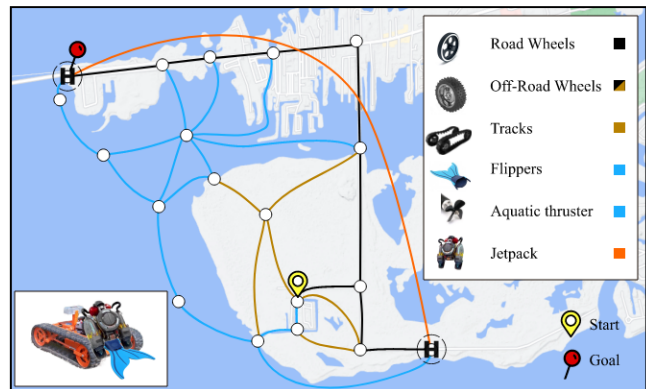 H
Road Wheels
Off-Road Wheels
Tracks
Flippers
Aquatic thruster
Jetpack
H
Start
Goal